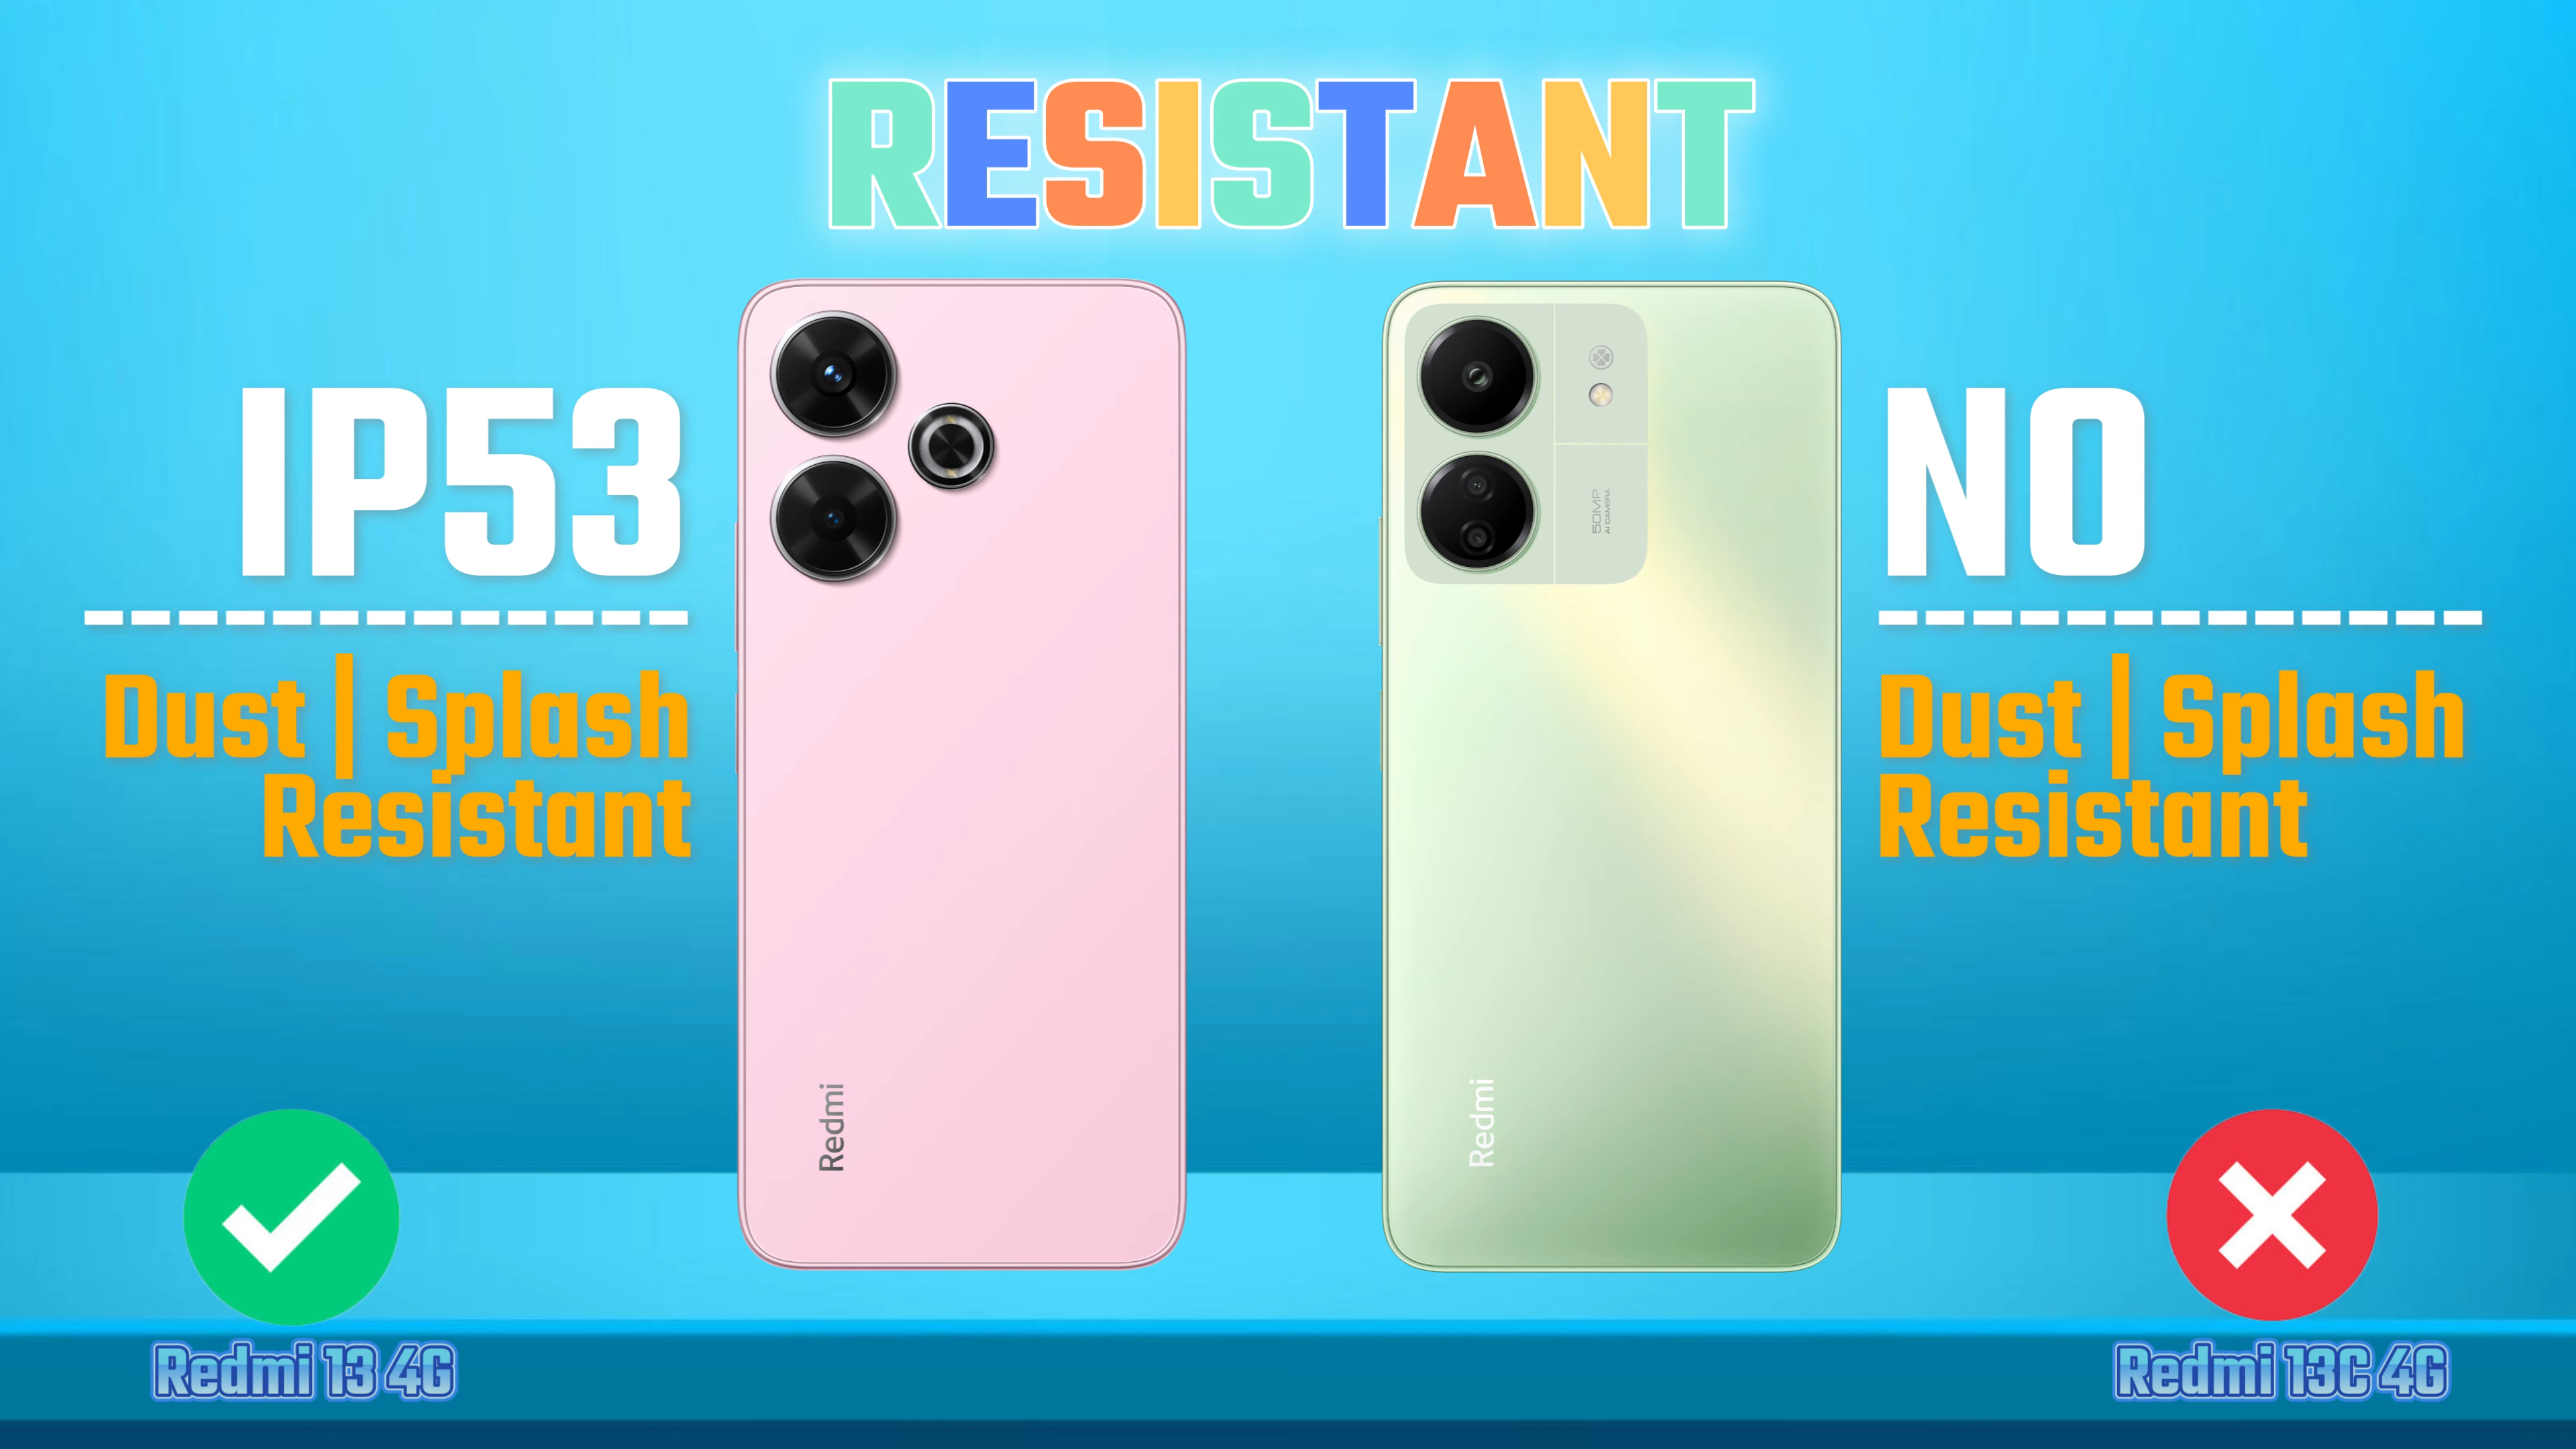 RESISTANT
IP53
Dust | Splash
Resistant
NO
Dust | Splash
Resistant
50MP
AI CAMERA
Redmi
Redmi
Redmi 13 4G
Redmi 13C 4G